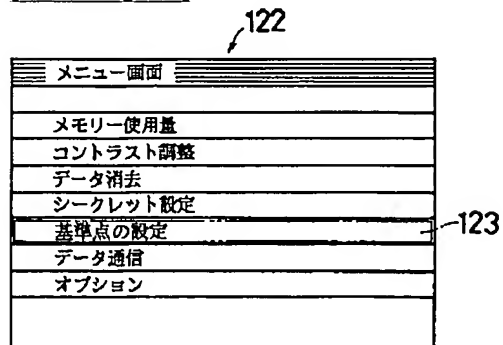 122
メニュー画面
メモリー使用量
コントラスト調整
データ消去
シークレット設定
基準点の設定
123
データ通信
オプション